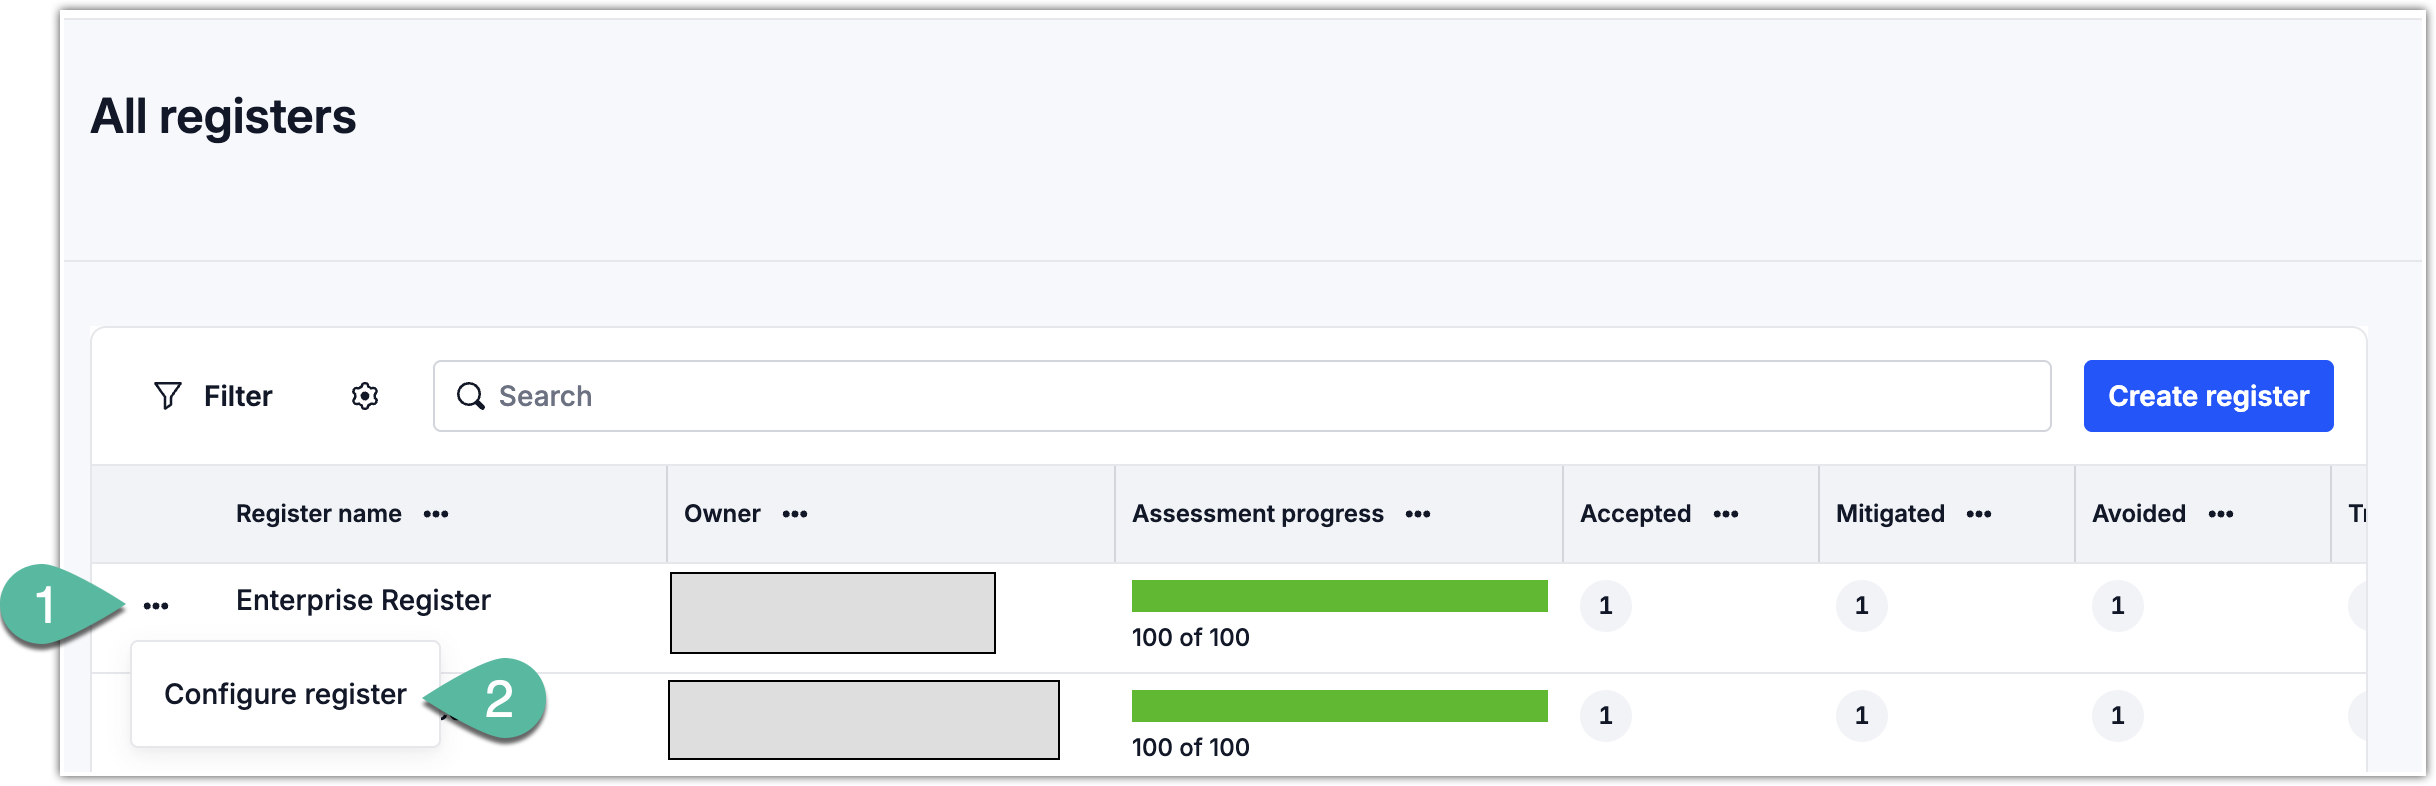 All registers
Filter Search Create register
Register name Owner Assessment progress Accepted Mitigated Avoided
1 Enterprise Register 1 1 1
100 of 100
Configure register 2 1 1 1
100 of 100